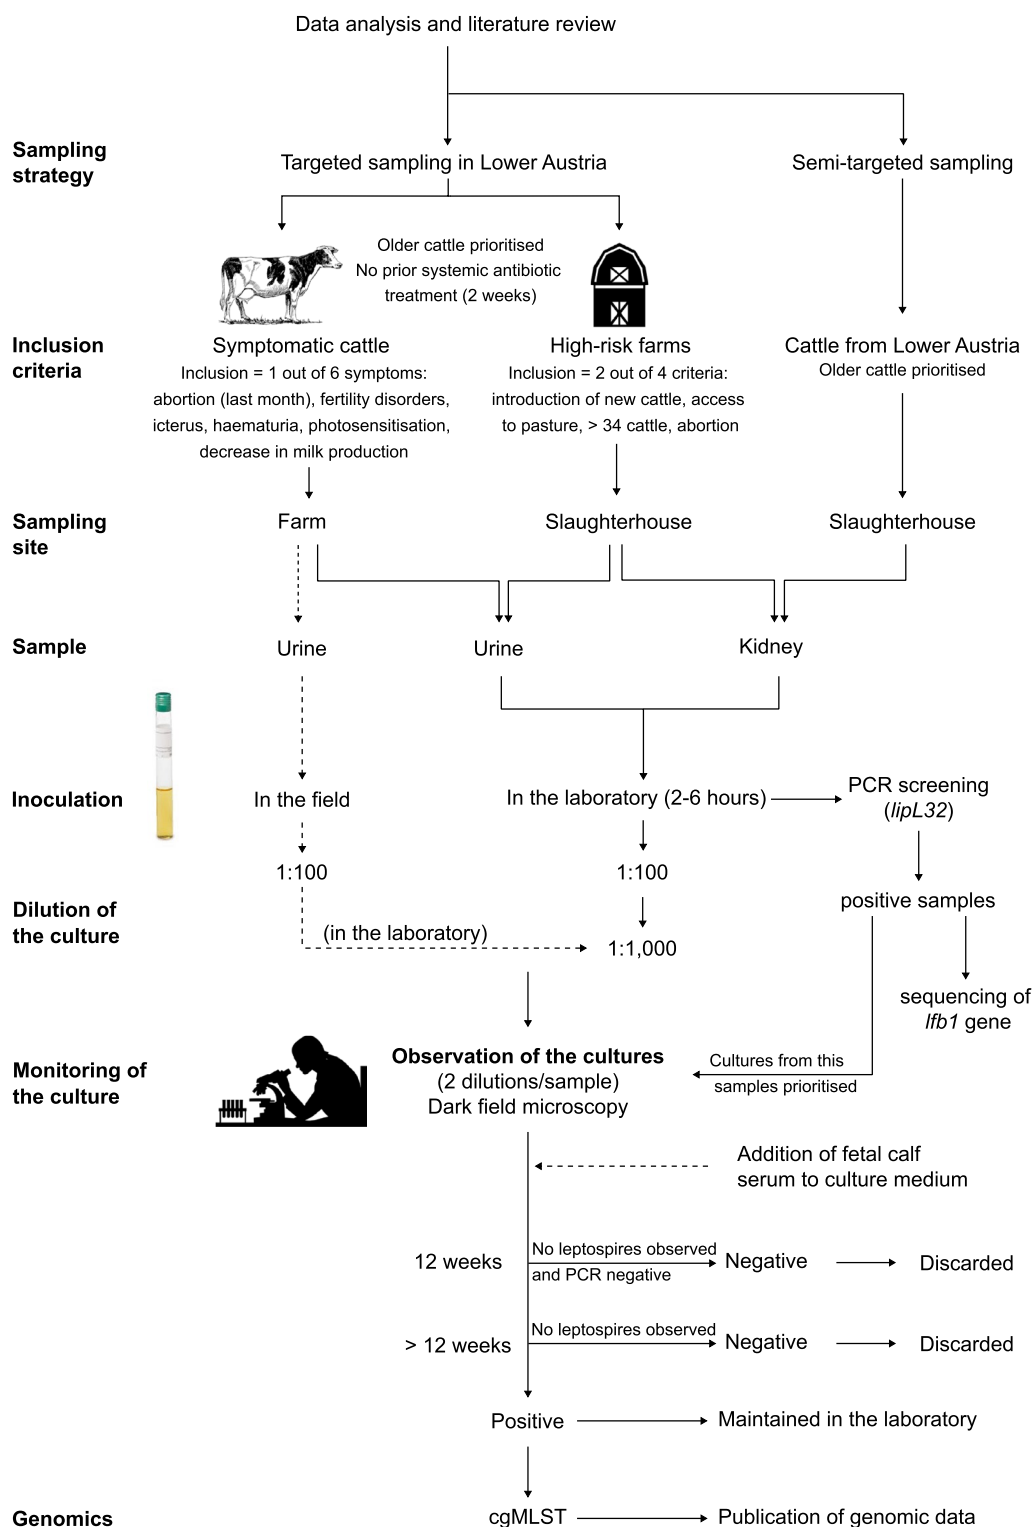 Data analysis and literature review
Sampling
strategy
Targeted sampling in Lower Austria
Semi-targeted sampling
Older cattle prioritised
No prior systemic antibiotic
treatment (2 weeks)
Inclusion
criteria
Symptomatic cattle
Inclusion = 1 out of 6 symptoms:
abortion (last month), fertility disorders,
icterus, haematuria, photosensitisation,
decrease in milk production
High-risk farms
Inclusion = 2 out of 4 criteria:
introduction of new cattle, access
to pasture, > 34 cattle, abortion
Cattle from Lower Austria
Older cattle prioritised
Sampling
site
Farm
Slaughterhouse
Slaughterhouse
Sample
Urine
Urine
Kidney
Inoculation
In the field
In the laboratory (2-6 hours)
PCR screening
(lipL32)
1:100
1:100
positive samples
Dilution of
the culture
(in the laboratory)
1:1,000
sequencing of
lfb1 gene
Monitoring of
the culture
Observation of the cultures
(2 dilutions/sample)
Dark field microscopy
Cultures from this
samples prioritised
Addition of fetal calf
serum to culture medium
12 weeks
No leptospires observed
and PCR negative
Negative
Discarded
> 12 weeks
No leptospires observed
Negative
Discarded
Positive
Maintained in the laboratory
Genomics
cgMLST
Publication of genomic data